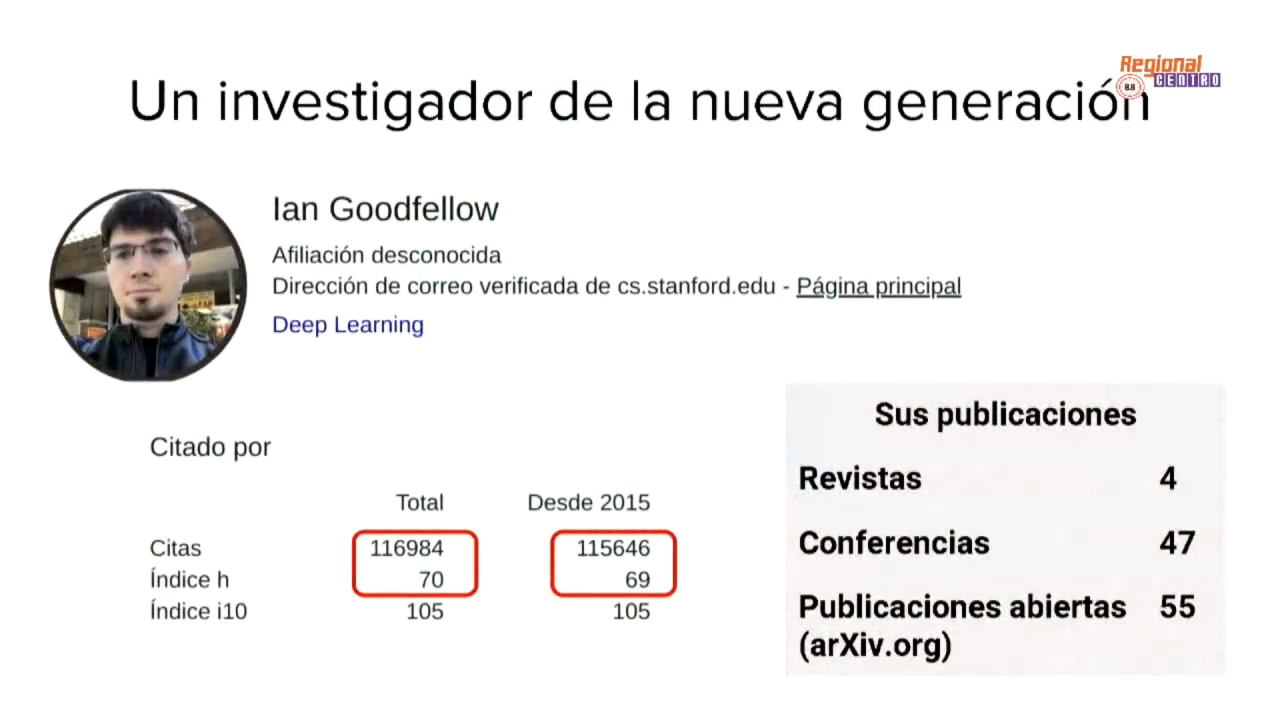 Regional
CENTRO
8.8
Un investigador de la nueva generación
Ian Goodfellow
Afiliación desconocida
Dirección de correo verificada de cs.stanford.edu - Página principal
Deep Learning
Citado por
Total Desde 2015
Citas 116984 115646
Índice h 70 69
Índice i10 105 105
Sus publicaciones
Revistas 4
Conferencias 47
Publicaciones abiertas 55
(arXiv.org)